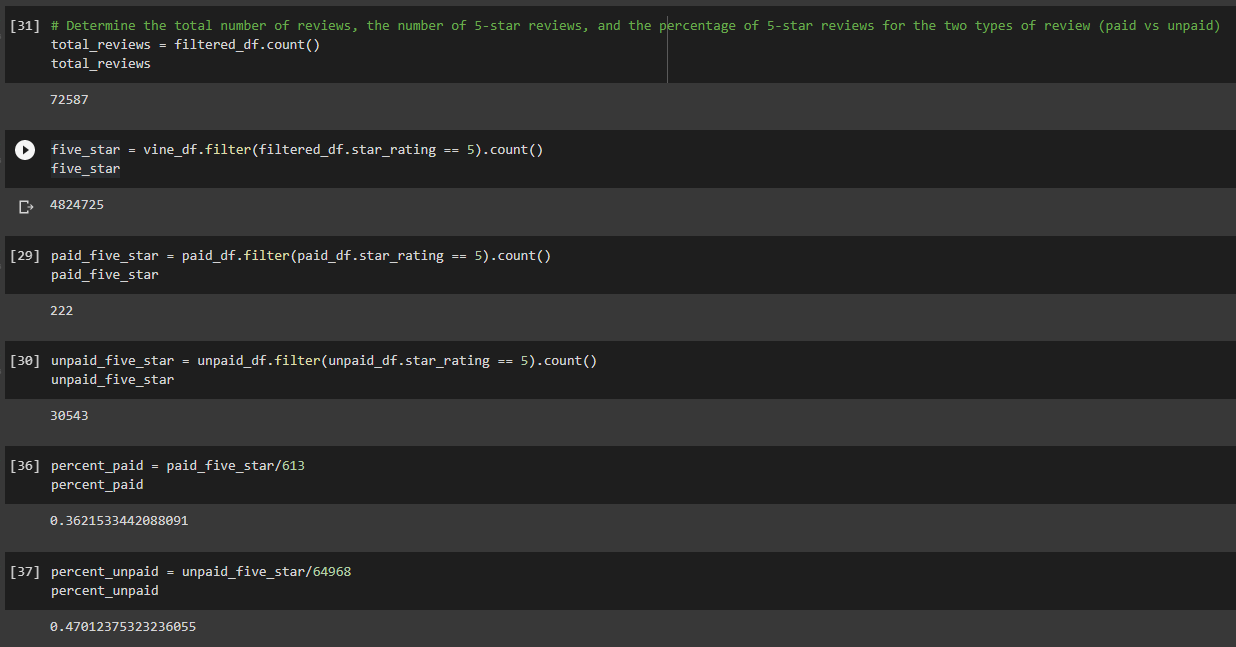 [31] # Determine the total number of reviews, the number of 5-star reviews, and the percentage of 5-star reviews for the two types of review (paid vs unpaid)
total_reviews = filtered_df.count()
total_reviews
72587
five_star = vine_df.filter(filtered_df.star_rating == 5).count()
five_star
4824725
[29] paid_five_star = paid_df.filter(paid_df.star_rating == 5).count()
paid_five_star
222
[30] unpaid_five_star = unpaid_df.filter(unpaid_df.star_rating == 5).count()
unpaid_five_star
30543
[36] percent_paid = paid_five_star/613
percent_paid
0.3621533442088091
[37] percent_unpaid = unpaid_five_star/64968
percent_unpaid
0.47012375323236055